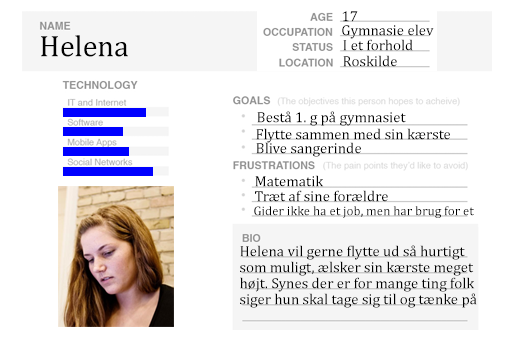 NAME
Helena
AGE 17
OCCUPATION Gymnasie elev
STATUS I et forhold
LOCATION Roskilde
TECHNOLOGY
IT and Internet
Software
Mobile Apps
Social Networks
GOALS (The objectives this person hopes to acheive)
Bestå 1. g på gymnasiet
Flytte sammen med sin kærste
Blive sangerinde
FRUSTRATIONS (The pain points they'd like to avoid)
Matematik
Træt af sine forældre
Gider ikke ha et job, men har brug for et
BIO
Helena vil gerne flytte ud så hurtigt
som muligt, ælsker sin kærste meget
højt. Synes der er for mange ting folk
siger hun skal tage sig til og tænke på